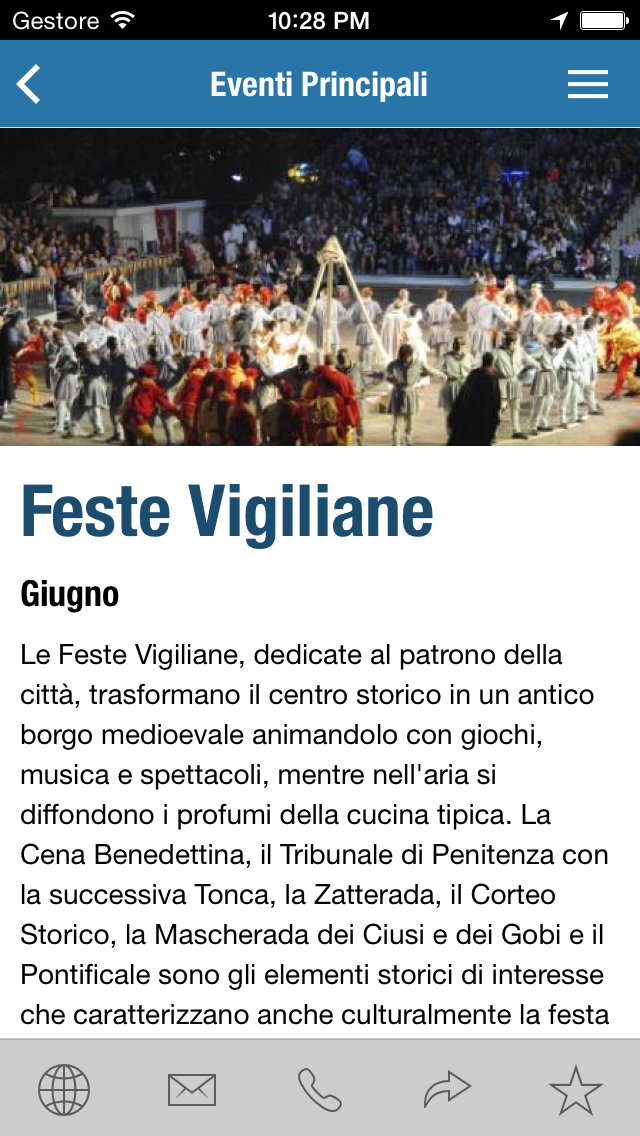 Gestore 10:28 PM
Eventi Principali
Feste Vigiliane
Giugno
Le Feste Vigiliane, dedicate al patrono della
città, trasformano il centro storico in un antico
borgo medioevale animandolo con giochi,
musica e spettacoli, mentre nell'aria si
diffondono i profumi della cucina tipica. La
Cena Benedettina, il Tribunale di Penitenza con
la successiva Tonca, la Zatterada, il Corteo
Storico, la Mascherada dei Ciusi e dei Gobi e il
Pontificale sono gli elementi storici di interesse
che caratterizzano anche culturalmente la festa